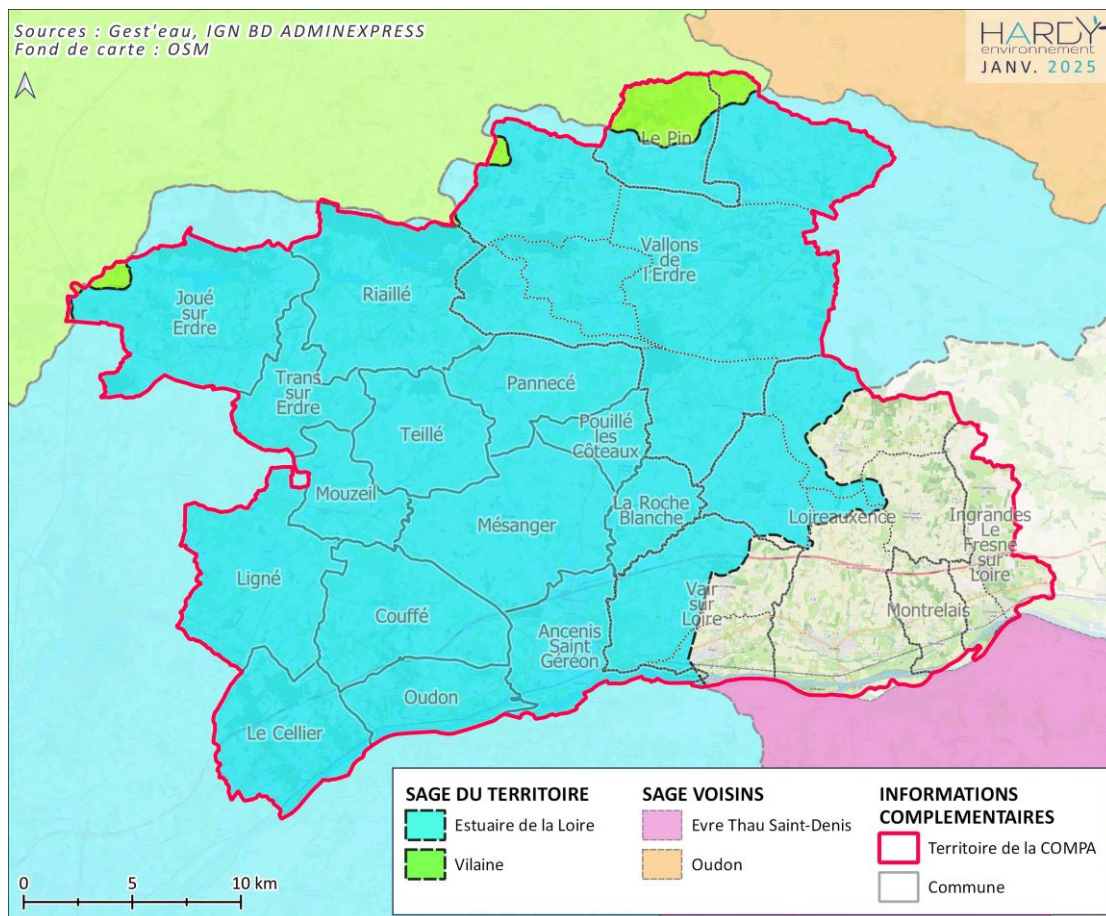 Sources : Gest'eau, IGN BD ADMINEXPRESS
Fond de carte : OSM
HARDY
environnement
JANV. 2025
Le Pin
Vallons
de
l'Erdre
Joué
sur
Erdre
Riaillé
Trans
sur
Erdre
Pannecé
Teillé
Pouillé
les
Côteaux
Mouzeil
Mésanger
La Roche
Blanche
Loireauxence
Ingrandes
Le
Fresne
sur
Loire
Ligné
Couffé
Vair
sur
Loire
Montrelais
Ancenis
Saint
Géréon
Oudon
Le Cellier
SAGE DU TERRITOIRE
Estuaire de la Loire
Vilaine
SAGE VOISINS
Evre Thau Saint-Denis
Oudon
INFORMATIONS
COMPLEMENTAIRES
Territoire de la COMPA
Commune
0 5 10 km